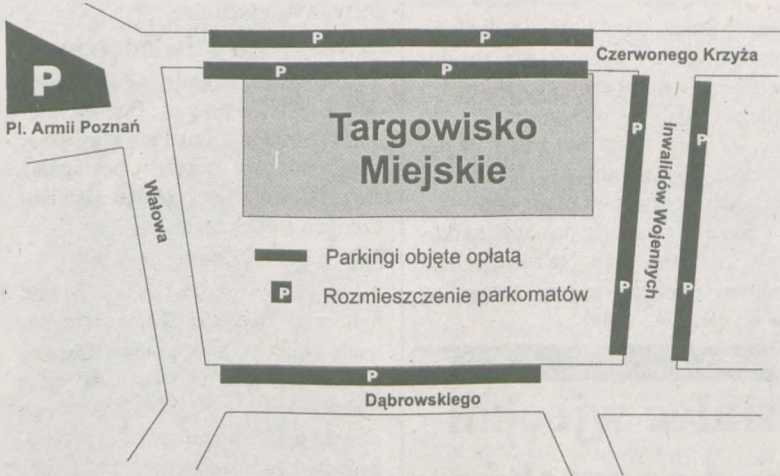 P P
Czerwonego Krzyża
P P
P
Pl. Armii Poznań
Targowisko
Miejskie
P P
Inwalidów Wojennych
Wałowa
Parkingi objęte opłatą
P Rozmieszczenie parkomatów
P P
P
Dąbrowskiego